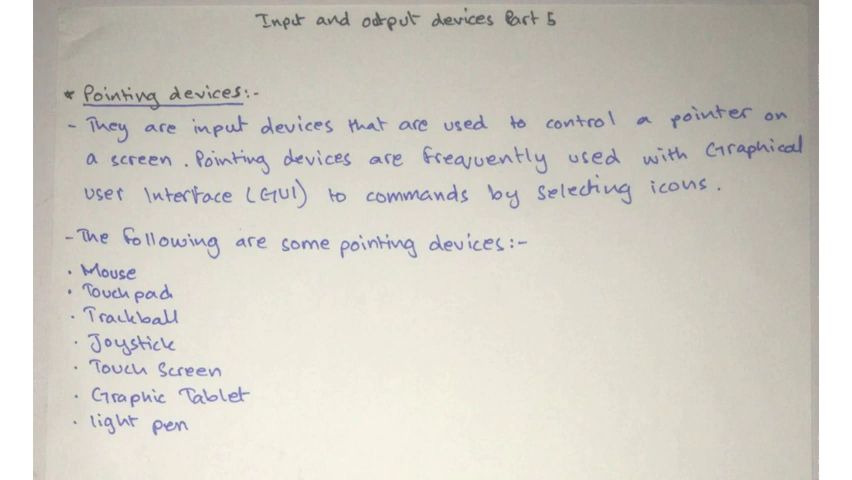 Input and output devices Part 5
* Pointing devices:-
- They are input devices that are used to control a pointer on
a screen. Pointing devices are frequently used with Graphical
user Interface (GUI) to commands by selecting icons.
- The following are some pointing devices:-
• Mouse
• Touch pad
• Trackball
• Joystick
• Touch Screen
• Graphic Tablet
• light pen